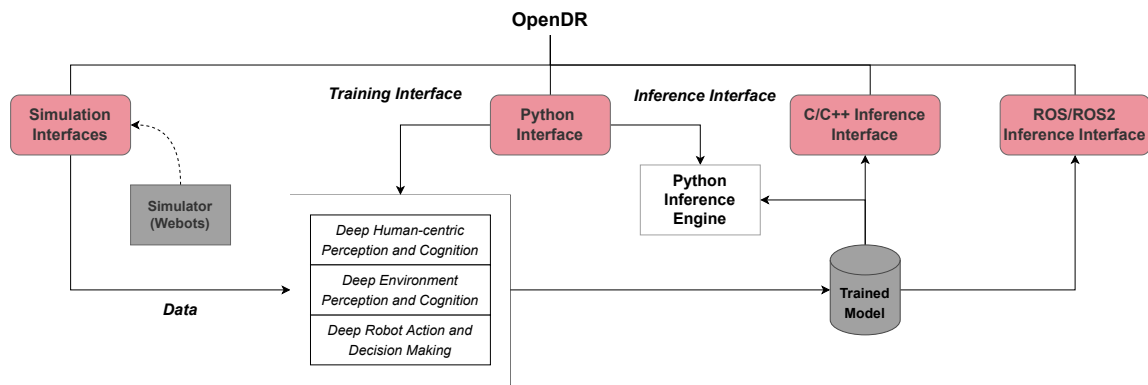 OpenDR
Training Interface
Inference Interface
Simulation
Interfaces
Python
Interface
C/C++ Inference
Interface
ROS/ROS2
Inference Interface
Simulator
(Webots)
Python
Inference
Engine
Deep Human-centric
Perception and Cognition
Deep Environment
Perception and Cognition
Deep Robot Action and
Decision Making
Data
Trained
Model